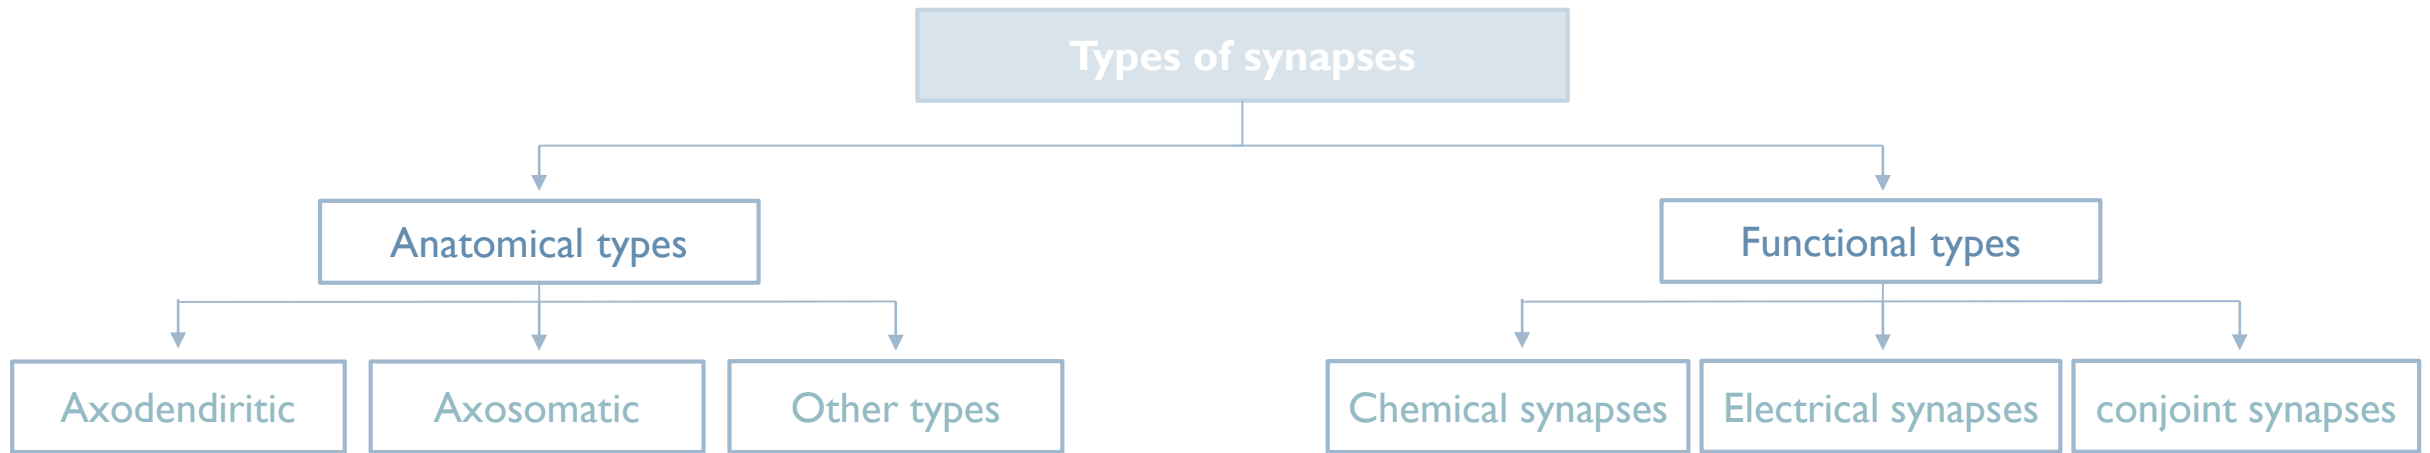 Types of synapses
Anatomical types
Functional types
Axodendiritic
Axosomatic
Other types
Chemical synapses
Electrical synapses
conjoint synapses